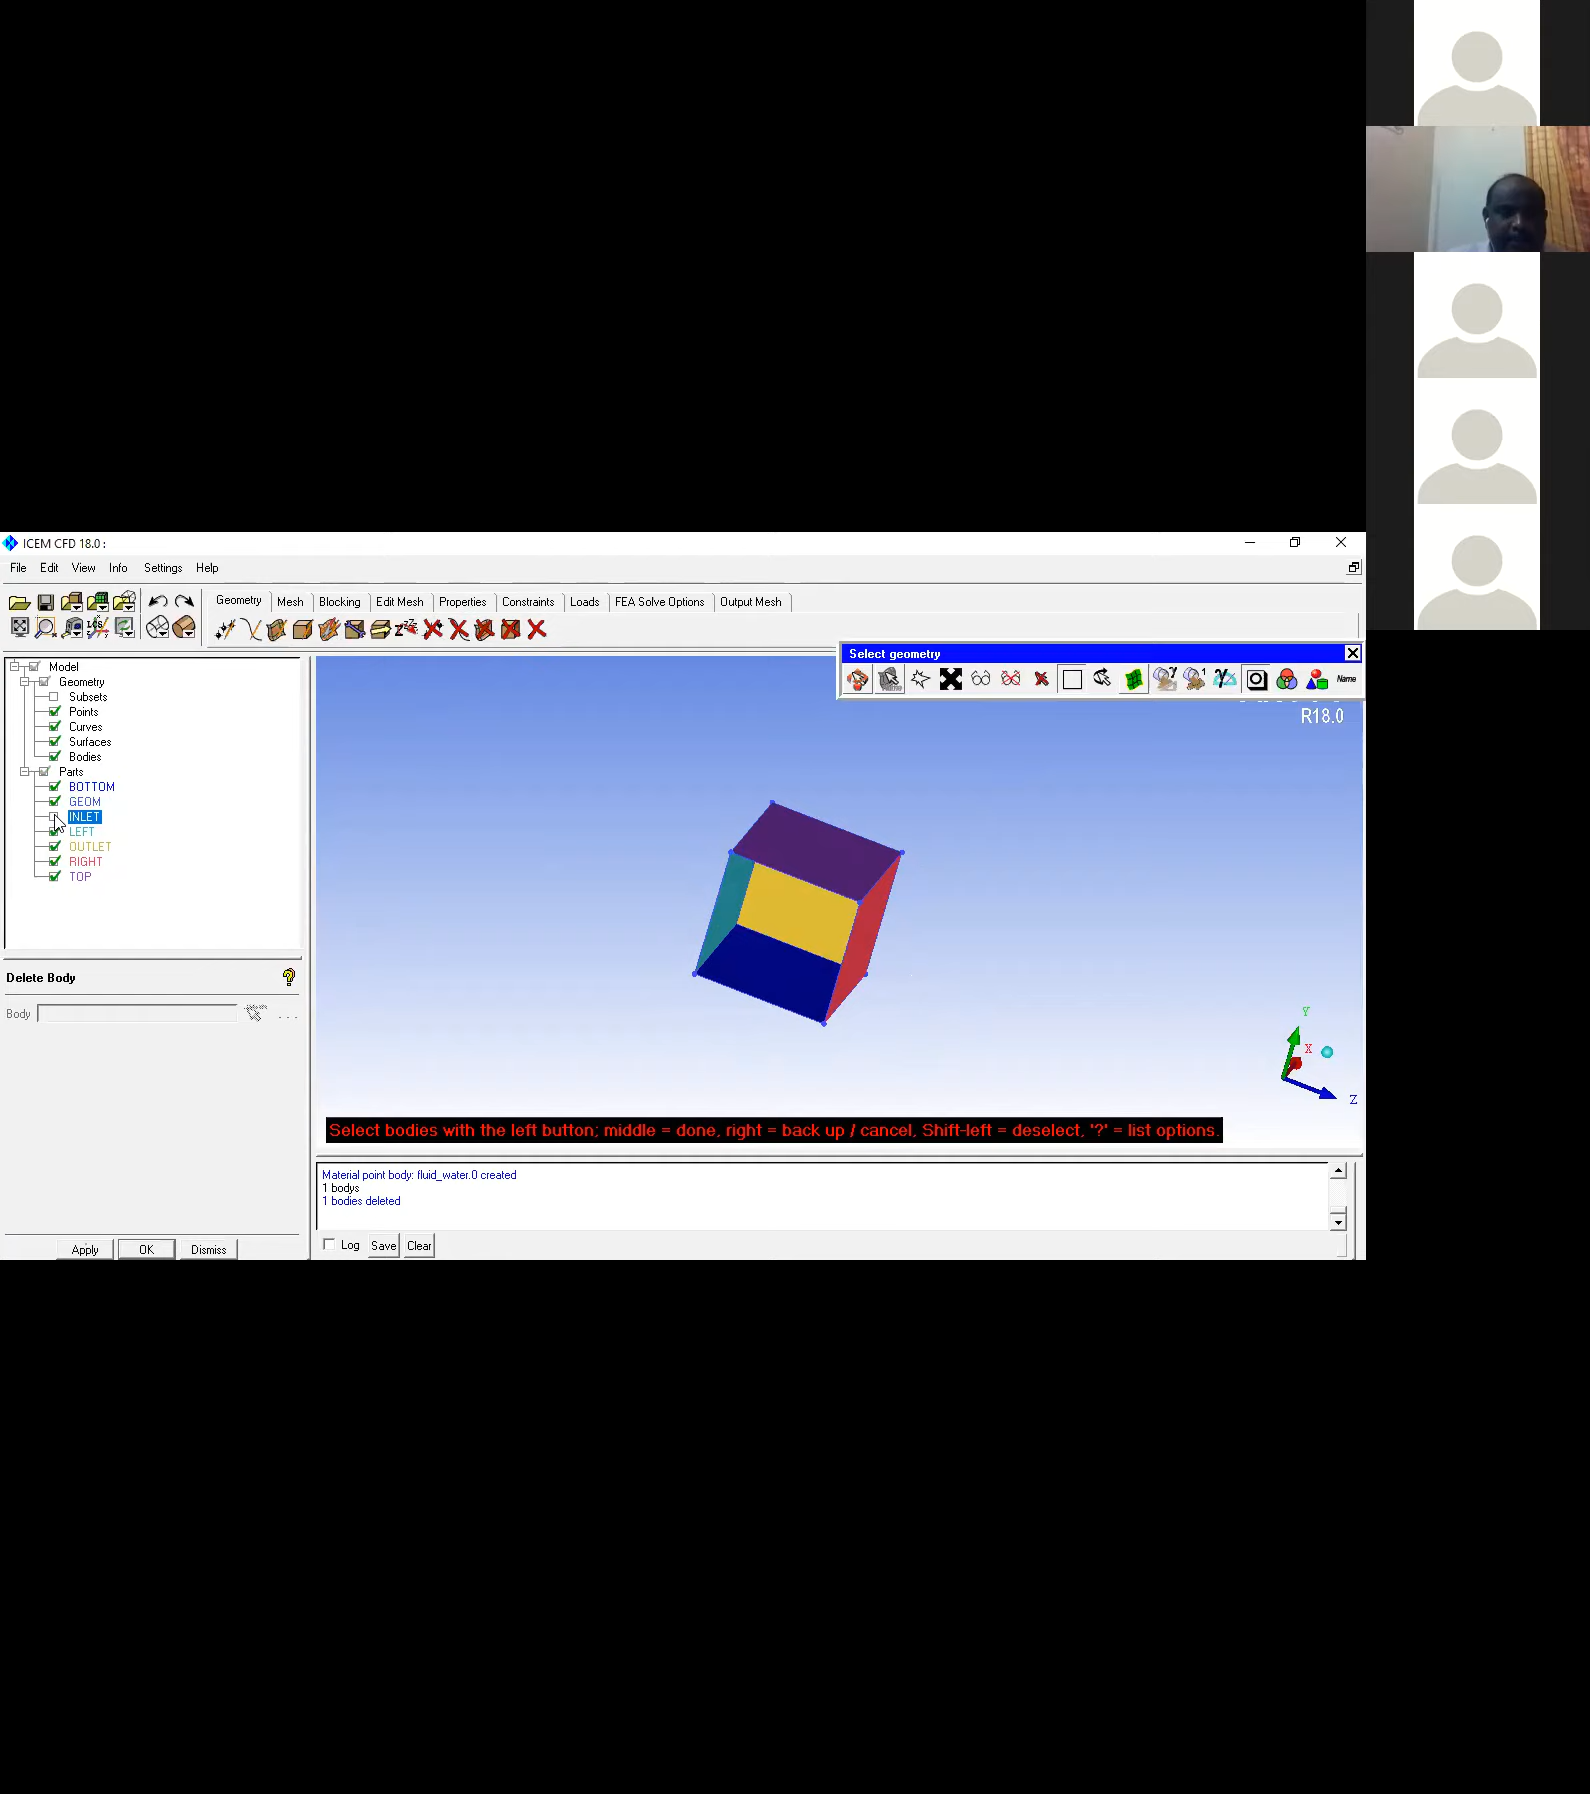 ICEM CFD 18.0 :
File Edit View Info Settings Help
Geometry Mesh Blocking Edit Mesh Properties Constraints Loads FEA Solve Options Output Mesh
LCS
Select geometry
Name
R18.0
Model
Geometry
Subsets
Points
Curves
Surfaces
Bodies
Parts
BOTTOM
GEOM
INLET
LEFT
OUTLET
RIGHT
TOP
Delete Body
Body
. . .
Y
X
Z
Select bodies with the left button; middle = done, right = back up / cancel, Shift-left = deselect, '?' = list options.
Material point body: fluid_water.0 created
1 bodys
1 bodies deleted
Log Save Clear
Apply OK Dismiss